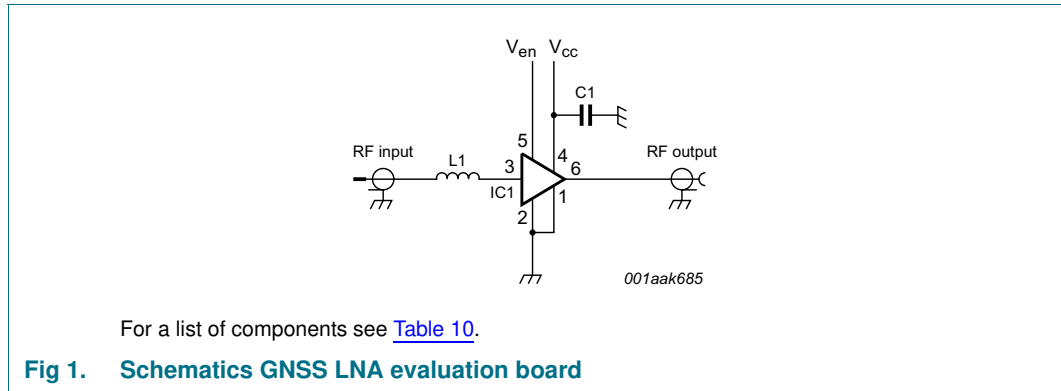 Ven Vcc
C1
5
4
RF input
L1
3
6
RF output
IC1
1
2
001aak685
For a list of components see Table 10.
Fig 1. Schematics GNSS LNA evaluation board